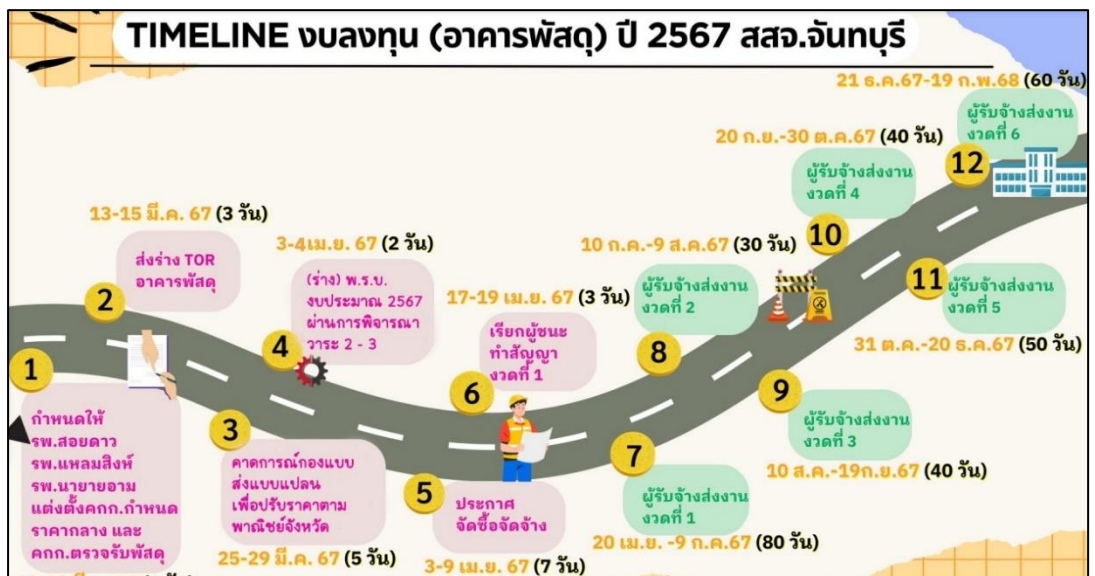 TIMELINE งบลงทุน (อาคารพัสดุ) ปี 2567 สสจ.จันทบุรี
1
กำหนดให้
รพ.สอยดาว
รพ.แหลมสิงห์
รพ.นายายอาม
แต่งตั้งคกก.กำหนด
ราคากลาง และ
คกก.ตรวจรับพัสดุ
13-15 มี.ค. 67 (3 วัน)
2
ส่งร่าง TOR
อาคารพัสดุ
3
คาดการณ์กองแบบ
ส่งแบบแปลน
เพื่อปรับราคาตาม
พาณิชย์จังหวัด
25-29 มี.ค. 67 (5 วัน)
3-4เม.ย. 67 (2 วัน)
4
(ร่าง) พ.ร.บ.
งบประมาณ 2567
ผ่านการพิจารณา
วาระ 2 - 3
5
ประกาศ
จัดซื้อจัดจ้าง
3-9 เม.ย. 67 (7 วัน)
17-19 เม.ย. 67 (3 วัน)
6
เรียกผู้ชนะ
ทำสัญญา
งวดที่ 1
7
ผู้รับจ้างส่งงาน
งวดที่ 1
20 เม.ย. -9 ก.ค.67 (80 วัน)
10 ก.ค.-9 ส.ค.67 (30 วัน)
8
ผู้รับจ้างส่งงาน
งวดที่ 2
9
ผู้รับจ้างส่งงาน
งวดที่ 3
10 ส.ค.-19ก.ย.67 (40 วัน)
20 ก.ย.-30 ต.ค.67 (40 วัน)
10
ผู้รับจ้างส่งงาน
งวดที่ 4
11
ผู้รับจ้างส่งงาน
งวดที่ 5
31 ต.ค.-20 ธ.ค.67 (50 วัน)
21 ธ.ค.67-19 ก.พ.68 (60 วัน)
12
ผู้รับจ้างส่งงาน
งวดที่ 6